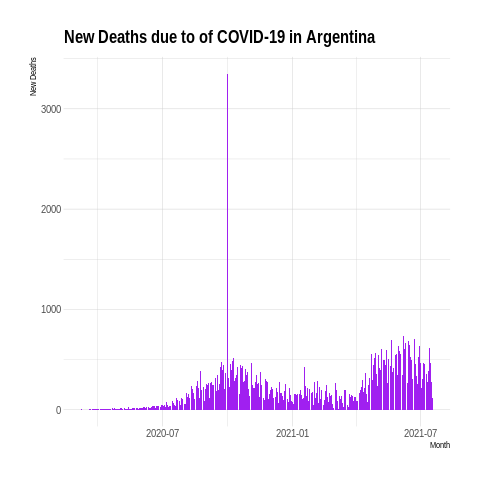 New Deaths due to of COVID-19 in Argentina
New Deaths
3000
2000
1000
0
2020-07 2021-01 2021-07
Month